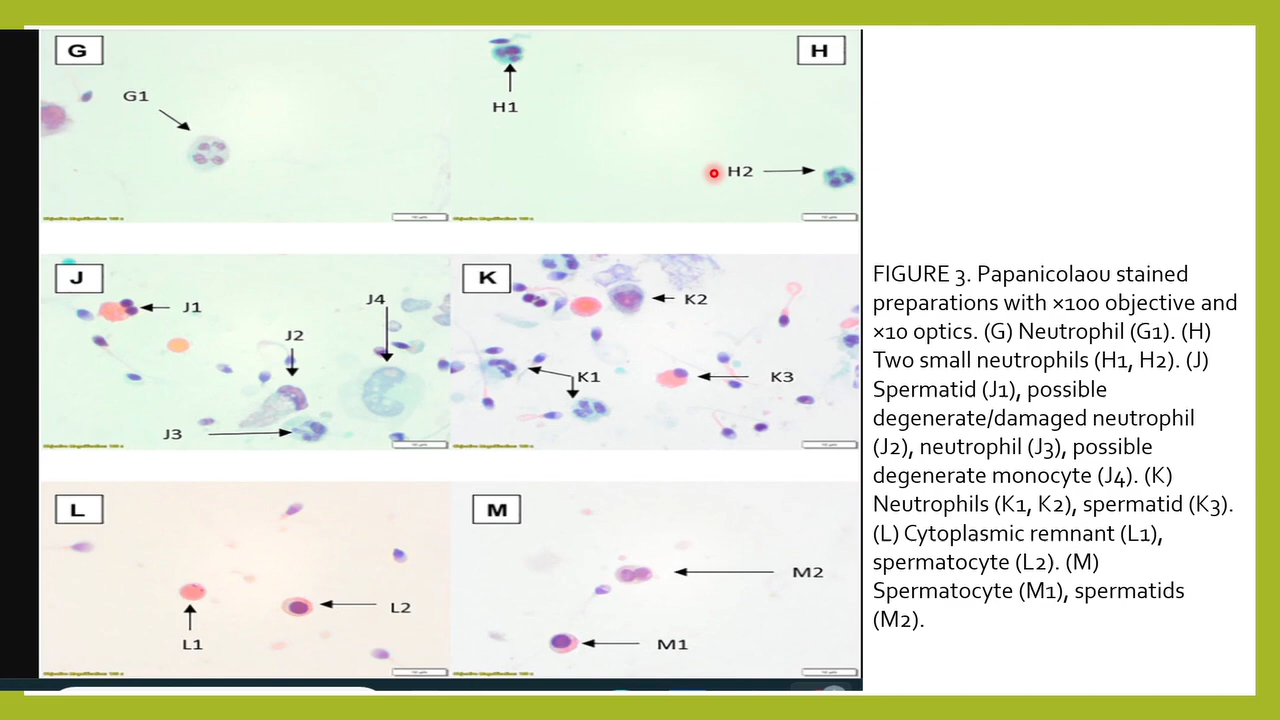 G
G1
H
H1
H2
J
J1
J4
J2
J3
K
K2
K1
K3
L
L2
L1
M
M2
M1
FIGURE 3. Papanicolaou stained
preparations with ×100 objective and
×10 optics. (G) Neutrophil (G1). (H)
Two small neutrophils (H1, H2). (J)
Spermatid (J1), possible
degenerate/damaged neutrophil
(J2), neutrophil (J3), possible
degenerate monocyte (J4). (K)
Neutrophils (K1, K2), spermatid (K3).
(L) Cytoplasmic remnant (L1),
spermatocyte (L2). (M)
Spermatocyte (M1), spermatids
(M2).